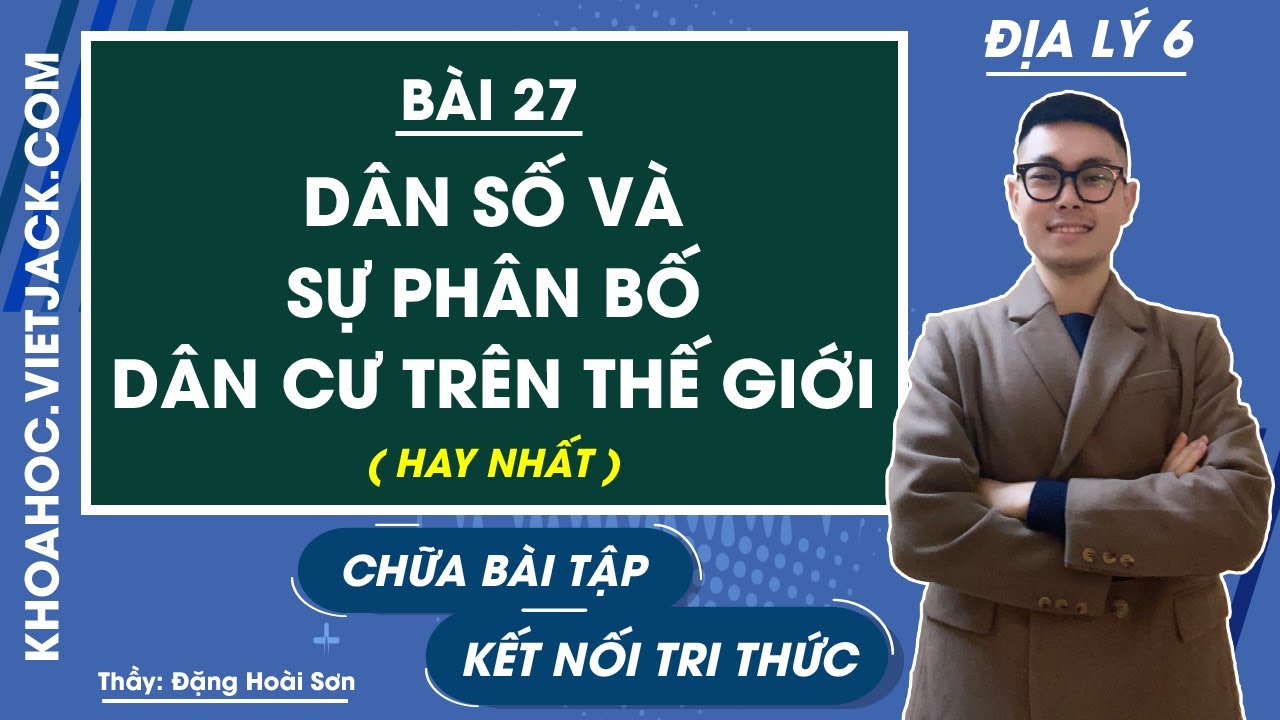 KHOAHOC.VIETJACK.COM
ĐỊA LÝ 6
BÀI 27
DÂN SỐ VÀ
SỰ PHÂN BỐ
DÂN CƯ TRÊN THẾ GIỚI
( HAY NHẤT )
CHỮA BÀI TẬP
KẾT NỐI TRI THỨC
Thầy: Đặng Hoài Sơn